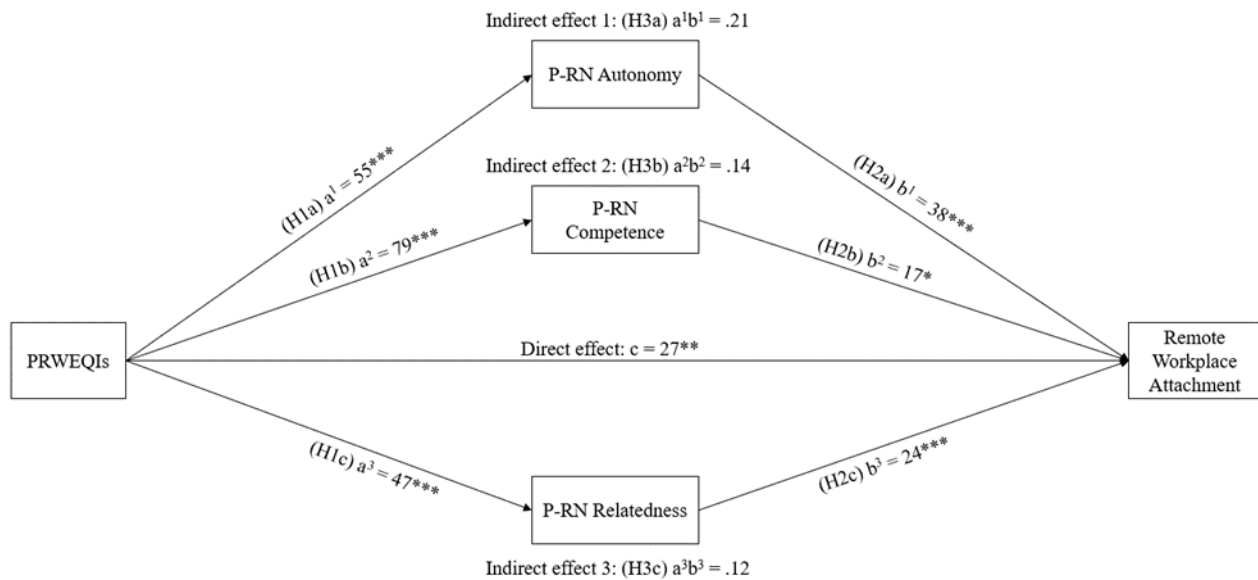 Indirect effect 1: (H3a) a¹b¹ = .21
P-RN Autonomy
(H1a) a¹ = 55***
(H2a) b¹ = 38***
Indirect effect 2: (H3b) a²b² = .14
P-RN
Competence
(H1b) a² = 79***
(H2b) b² = 17*
PRWEQIs
Direct effect: c = 27**
Remote
Workplace
Attachment
(H1c) a³ = 47***
(H2c) b³ = 24***
P-RN Relatedness
Indirect effect 3: (H3c) a³b³ = .12